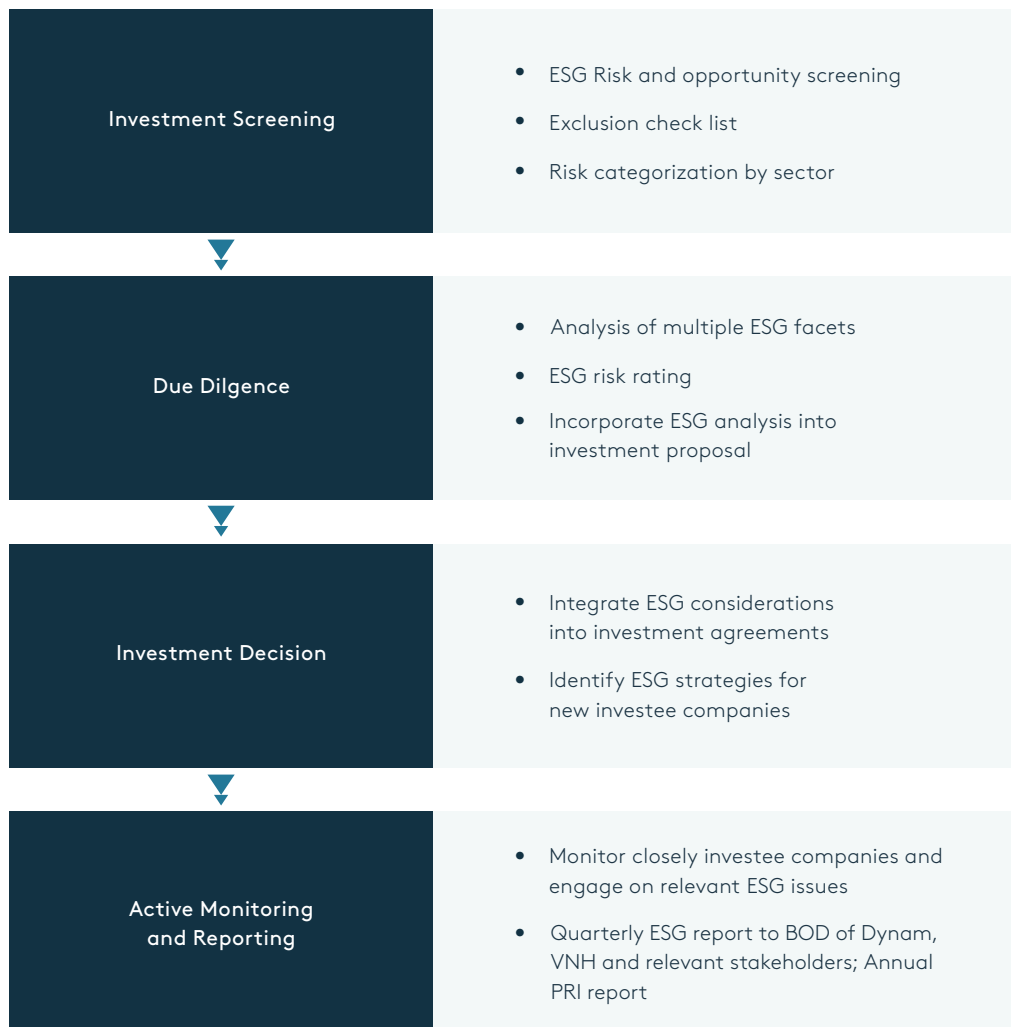 Investment Screening
• ESG Risk and opportunity screening
• Exclusion check list
• Risk categorization by sector
Due Dilgence
• Analysis of multiple ESG facets
• ESG risk rating
• Incorporate ESG analysis into
investment proposal
Investment Decision
• Integrate ESG considerations
into investment agreements
• Identify ESG strategies for
new investee companies
Active Monitoring
and Reporting
• Monitor closely investee companies and
engage on relevant ESG issues
• Quarterly ESG report to BOD of Dynam,
VNH and relevant stakeholders; Annual
PRI report